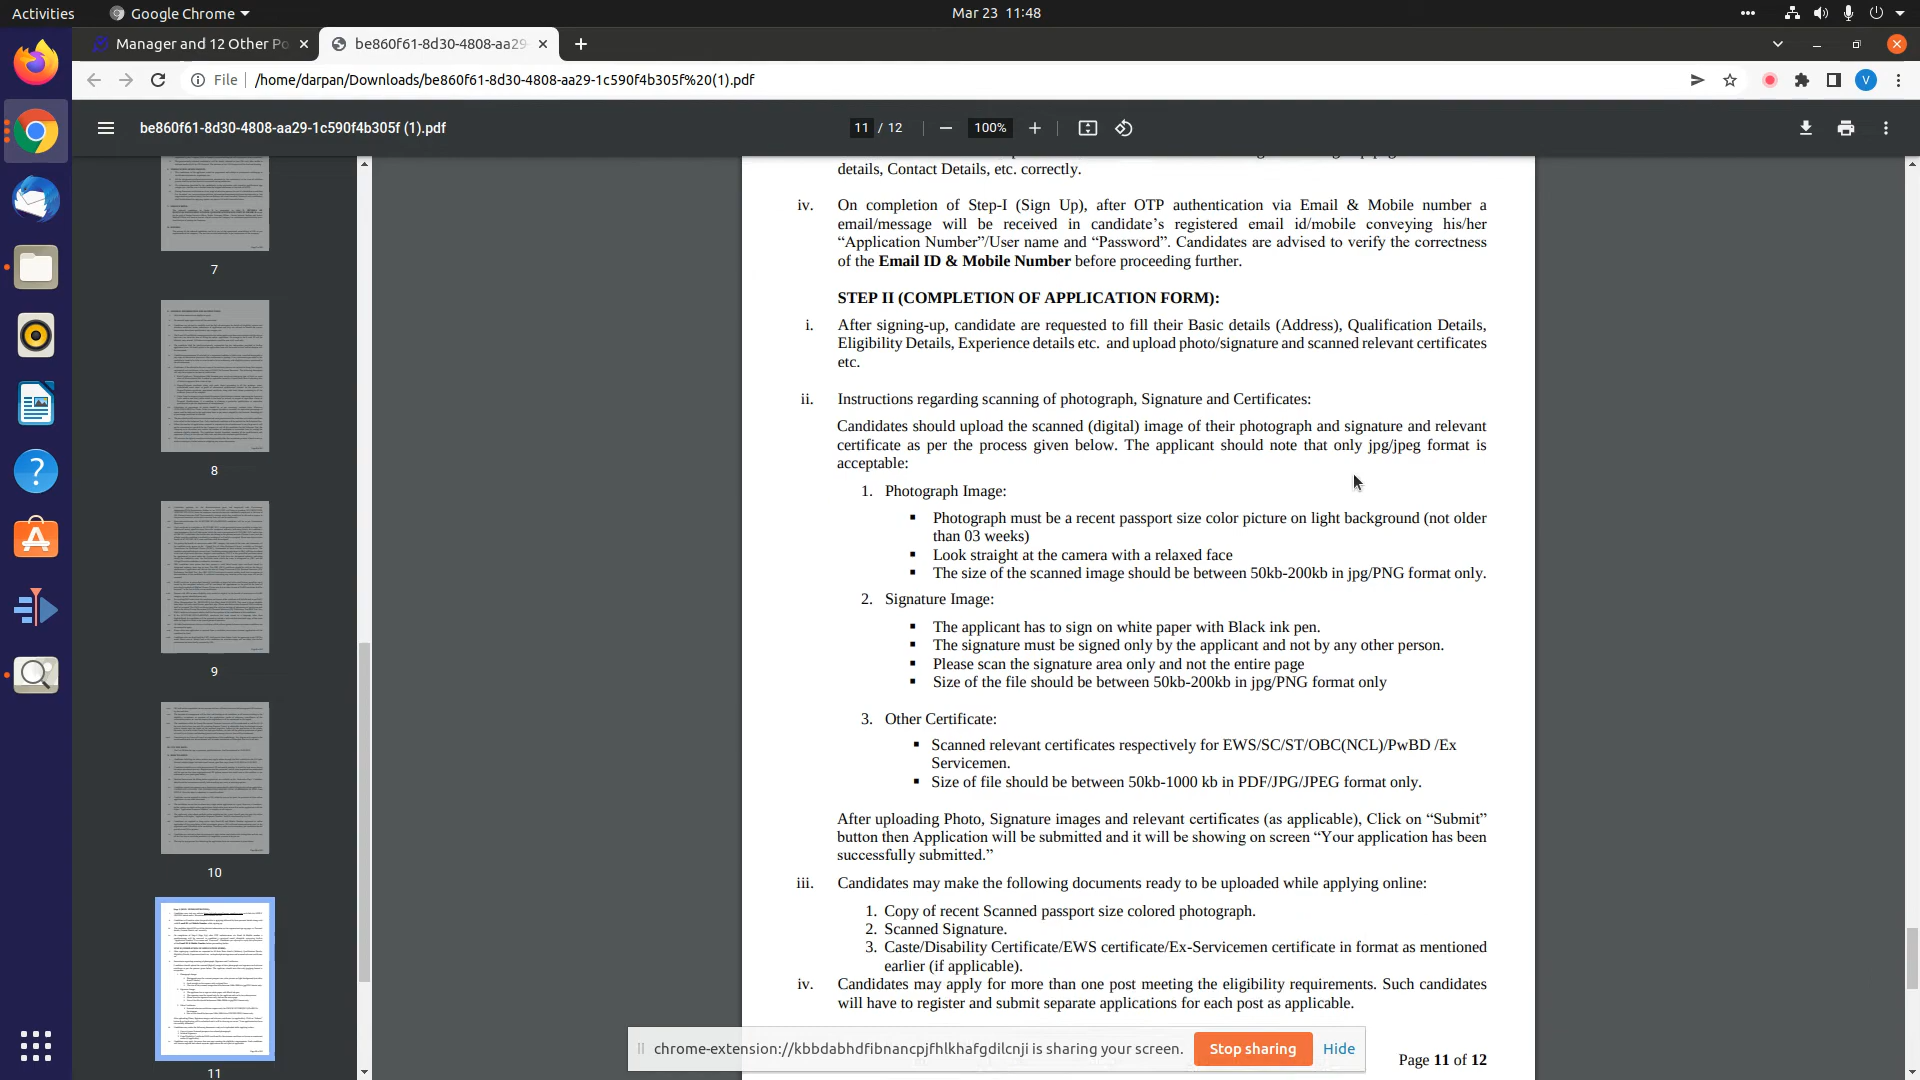 Activities
Google Chrome
Mar 23 11:48
Manager and 12 Other Po
be860f61-8d30-4808-aa29-
File
/home/darpan/Downloads/be860f61-8d30-4808-aa29-1c590f4b305f%20(1).pdf
V
be860f61-8d30-4808-aa29-1c590f4b305f (1).pdf
11 / 12
100%
7
8
9
10
11
details, Contact Details, etc. correctly.
iv. On completion of Step-I (Sign Up), after OTP authentication via Email & Mobile number a
email/message will be received in candidate's registered email id/mobile conveying his/her
“Application Number”/User name and “Password”. Candidates are advised to verify the correctness
of the Email ID & Mobile Number before proceeding further.
STEP II (COMPLETION OF APPLICATION FORM):
i. After signing-up, candidate are requested to fill their Basic details (Address), Qualification Details,
Eligibility Details, Experience details etc. and upload photo/signature and scanned relevant certificates
etc.
ii. Instructions regarding scanning of photograph, Signature and Certificates:
Candidates should upload the scanned (digital) image of their photograph and signature and relevant
certificate as per the process given below. The applicant should note that only jpg/jpeg format is
acceptable:
1. Photograph Image:
▪ Photograph must be a recent passport size color picture on light background (not older
than 03 weeks)
▪ Look straight at the camera with a relaxed face
▪ The size of the scanned image should be between 50kb-200kb in jpg/PNG format only.
2. Signature Image:
▪ The applicant has to sign on white paper with Black ink pen.
▪ The signature must be signed only by the applicant and not by any other person.
▪ Please scan the signature area only and not the entire page
▪ Size of the file should be between 50kb-200kb in jpg/PNG format only
3. Other Certificate:
▪ Scanned relevant certificates respectively for EWS/SC/ST/OBC(NCL)/PwBD /Ex
Servicemen.
▪ Size of file should be between 50kb-1000 kb in PDF/JPG/JPEG format only.
After uploading Photo, Signature images and relevant certificates (as applicable), Click on “Submit”
button then Application will be submitted and it will be showing on screen “Your application has been
successfully submitted.”
iii. Candidates may make the following documents ready to be uploaded while applying online:
1. Copy of recent Scanned passport size colored photograph.
2. Scanned Signature.
3. Caste/Disability Certificate/EWS certificate/Ex-Servicemen certificate in format as mentioned
earlier (if applicable).
iv. Candidates may apply for more than one post meeting the eligibility requirements. Such candidates
will have to register and submit separate applications for each post as applicable.
chrome-extension://kbbdabhdfibnancpjfhlkhafgdilcnji is sharing your screen.
Stop sharing
Hide
Page 11 of 12